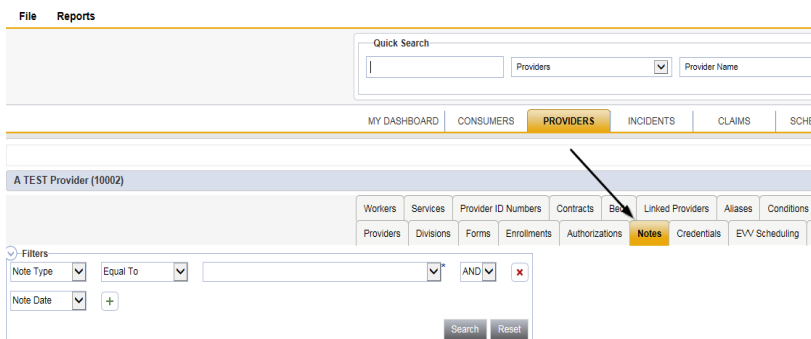 File Reports
Quick Search
Providers Provider Name
MY DASHBOARD CONSUMERS PROVIDERS INCIDENTS CLAIMS SCHE
A TEST Provider (10002)
Workers Services Provider ID Numbers Contracts Beds Linked Providers Aliases Conditions
Providers Divisions Forms Enrollments Authorizations Notes Credentials EVV Scheduling
Filters
Note Type Equal To * AND
Note Date
Search Reset